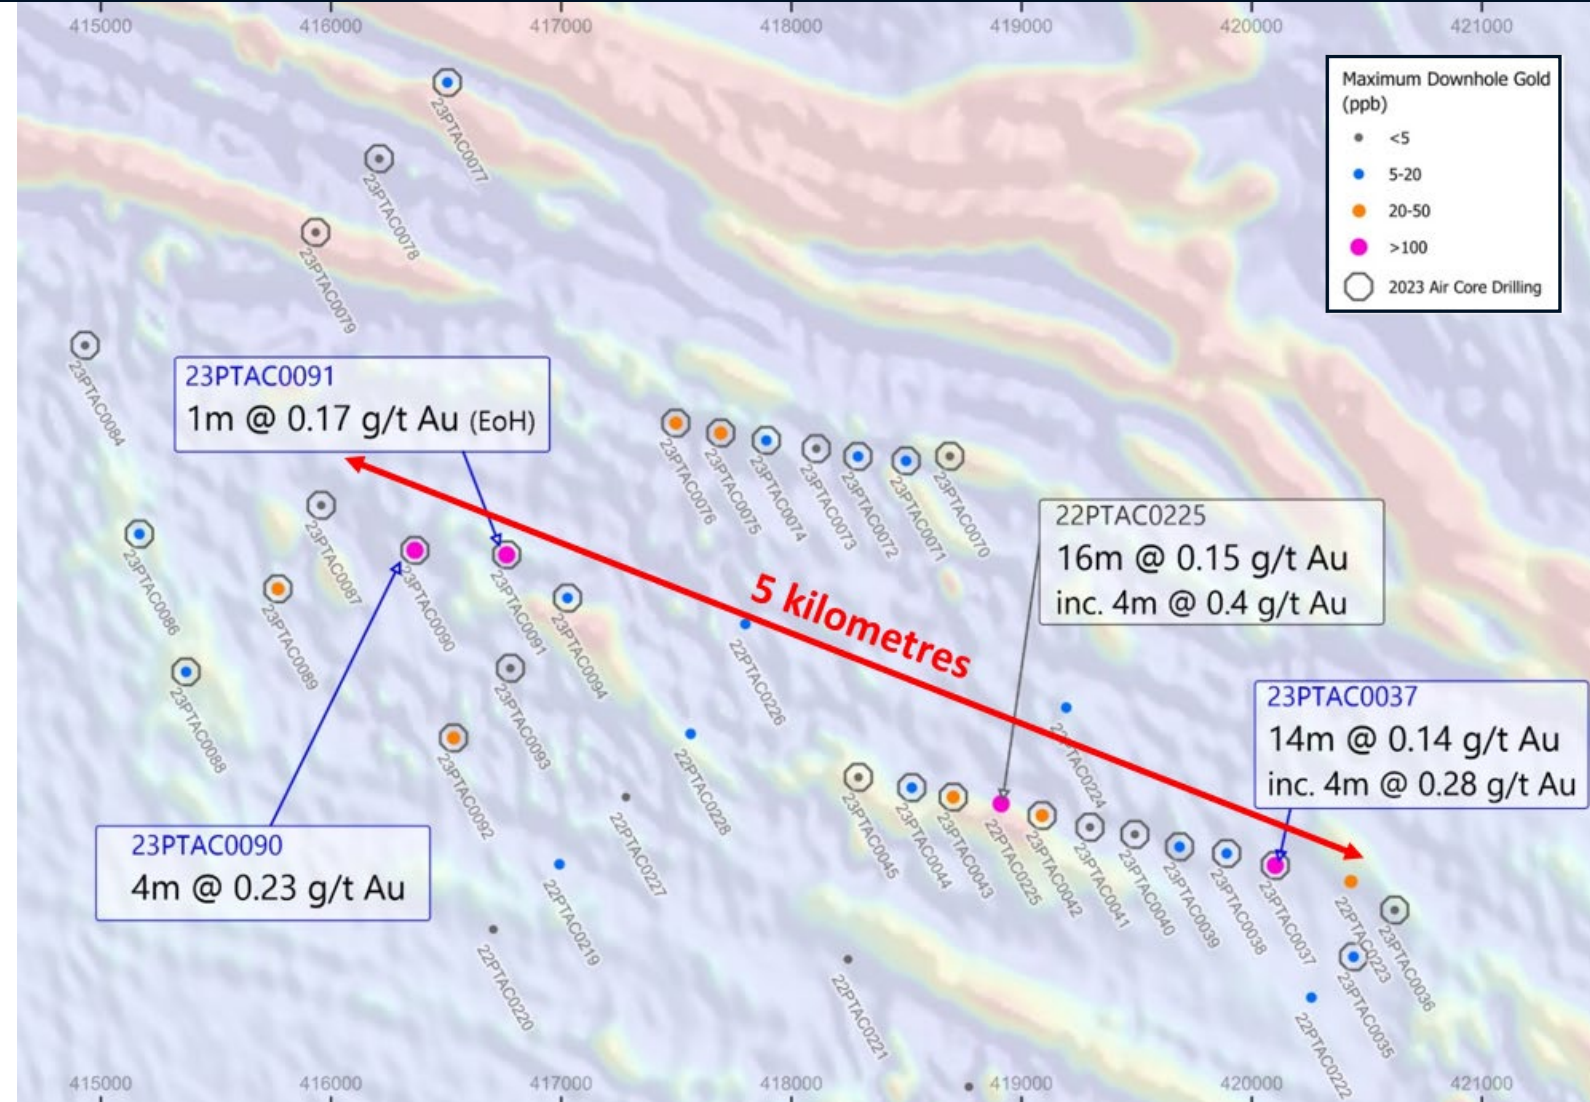 415000
416000
417000
418000
419000
420000
421000
Maximum Downhole Gold
(ppb)
<5
5-20
20-50
>100
2023 Air Core Drilling
23PTAC0077
23PTAC0078
23PTAC0079
23PTAC0084
23PTAC0091
1m @ 0.17 g/t Au (EoH)
23PTAC0076
23PTAC0075
23PTAC0074
23PTAC0073
23PTAC0072
23PTAC0071
23PTAC0070
22PTAC0225
16m @ 0.15 g/t Au
inc. 4m @ 0.4 g/t Au
23PTAC0086
23PTAC0087
23PTAC0089
23PTAC0090
23PTAC0091
23PTAC0094
5 kilometres
23PTAC0088
23PTAC0093
23PTAC0092
22PTAC0226
22PTAC0228
22PTAC0224
23PTAC0037
14m @ 0.14 g/t Au
inc. 4m @ 0.28 g/t Au
23PTAC0090
4m @ 0.23 g/t Au
22PTAC0227
22PTAC0219
22PTAC0220
23PTAC0045
23PTAC0044
23PTAC0043
22PTAC0225
23PTAC0042
23PTAC0041
23PTAC0040
23PTAC0039
23PTAC0038
23PTAC0037
22PTAC0223
23PTAC0036
23PTAC0035
22PTAC0222
22PTAC0221
415000
416000
417000
418000
419000
420000
421000